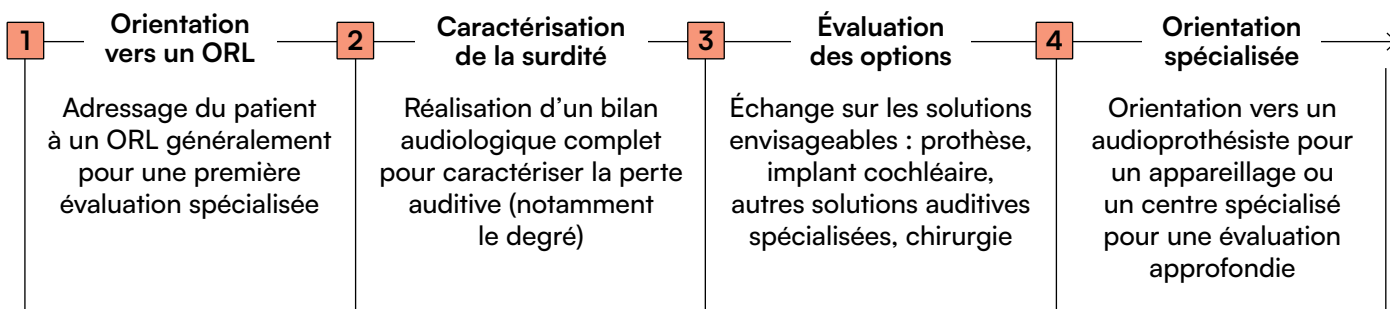 1
Orientation
vers un ORL
Adressage du patient
à un ORL généralement
pour une première
évaluation spécialisée
2
Caractérisation
de la surdité
Réalisation d’un bilan
audiologique complet
pour caractériser la perte
auditive (notamment
le degré)
3
Évaluation
des options
Échange sur les solutions
envisageables : prothèse,
implant cochléaire,
autres solutions auditives
spécialisées, chirurgie
4
Orientation
spécialisée
Orientation vers un
audioprothésiste pour
un appareillage ou
un centre spécialisé
pour une évaluation
approfondie